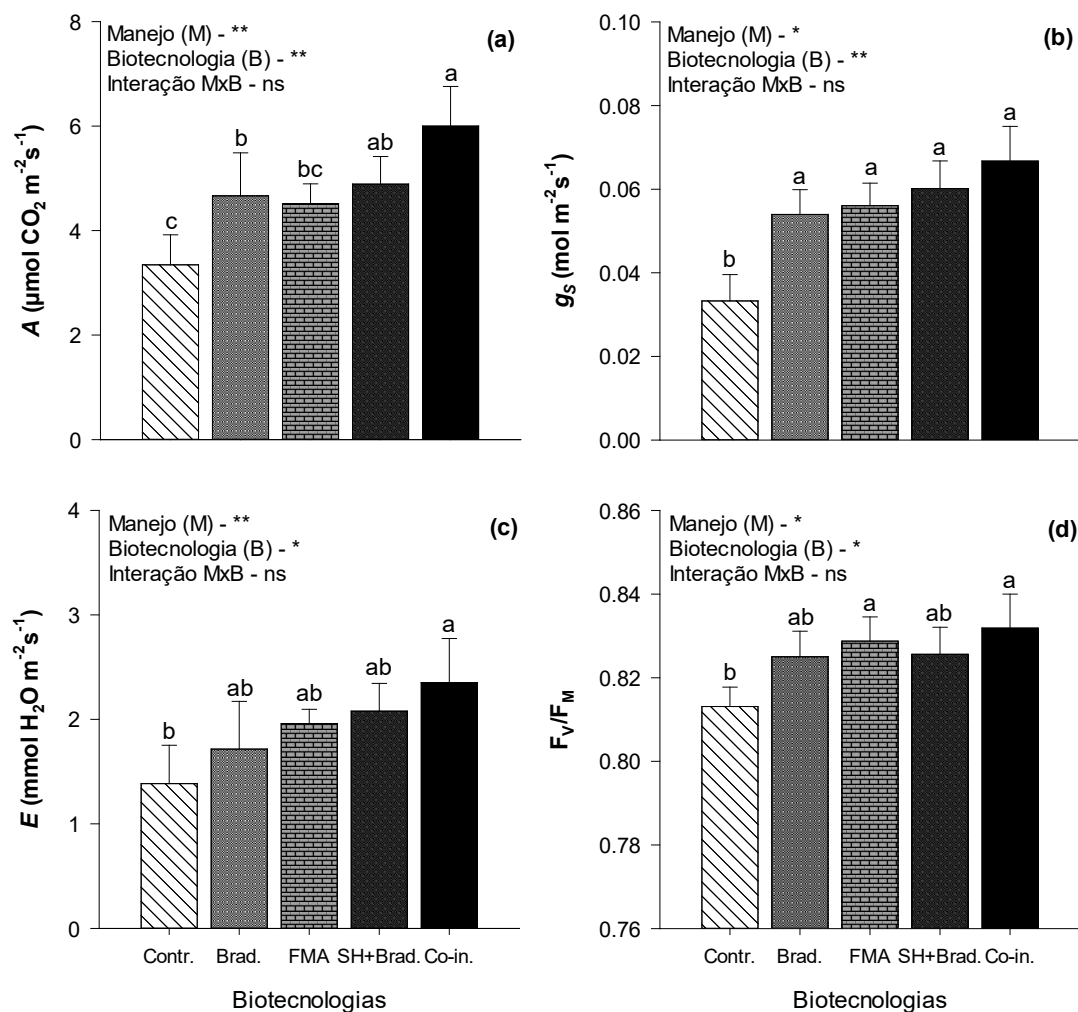 Manejo (M) - **
Biotecnologia (B) - **
Interação MxB - ns
(a)
8
6
4
2
0
A (µmol CO2 m-2s-1)
c
b
bc
ab
a
Manejo (M) - *
Biotecnologia (B) - **
Interação MxB - ns
(b)
0.10
0.08
0.06
0.04
0.02
0.00
gS (mol m-2s-1)
b
a
a
a
a
Manejo (M) - **
Biotecnologia (B) - *
Interação MxB - ns
(c)
4
3
2
1
0
E (mmol H2O m-2s-1)
b
ab
ab
ab
a
Contr. Brad. FMA SH+Brad. Co-in.
Biotecnologias
Manejo (M) - *
Biotecnologia (B) - *
Interação MxB - ns
(d)
0.86
0.84
0.82
0.80
0.78
0.76
FV/FM
b
ab
a
ab
a
Contr. Brad. FMA SH+Brad. Co-in.
Biotecnologias